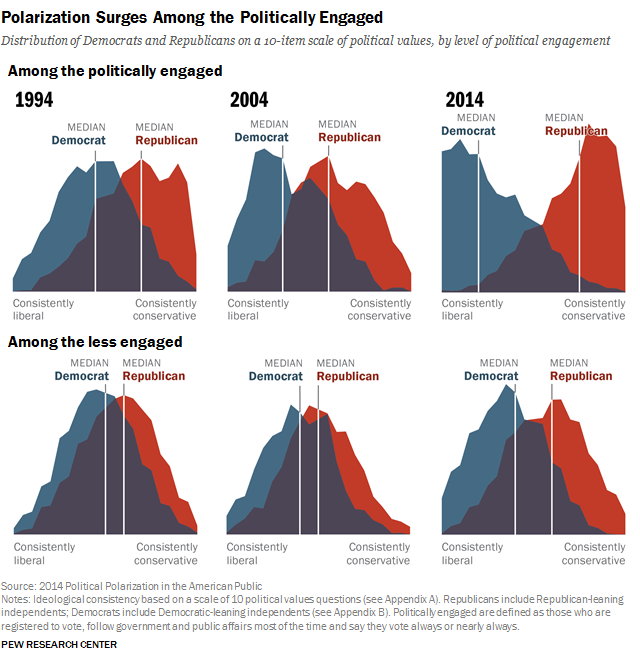 Polarization Surges Among the Politically Engaged
Distribution of Democrats and Republicans on a 10-item scale of political values, by level of political engagement
Among the politically engaged
1994
2004
2014
MEDIAN
Democrat
MEDIAN
Republican
MEDIAN
Democrat
MEDIAN
Republican
MEDIAN
Democrat
MEDIAN
Republican
Consistently
liberal
Consistently
conservative
Consistently
liberal
Consistently
conservative
Consistently
liberal
Consistently
conservative
Among the less engaged
MEDIAN
Democrat
MEDIAN
Republican
MEDIAN
Democrat
MEDIAN
Republican
MEDIAN
Democrat
MEDIAN
Republican
Consistently
liberal
Consistently
conservative
Consistently
liberal
Consistently
conservative
Consistently
liberal
Consistently
conservative
Source: 2014 Political Polarization in the American Public
Notes: Ideological consistency based on a scale of 10 political values questions (see Appendix A). Republicans include Republican-leaning
independents; Democrats include Democratic-leaning independents (see Appendix B). Politically engaged are defined as those who are
registered to vote, follow government and public affairs most of the time and say they vote always or nearly always.
PEW RESEARCH CENTER